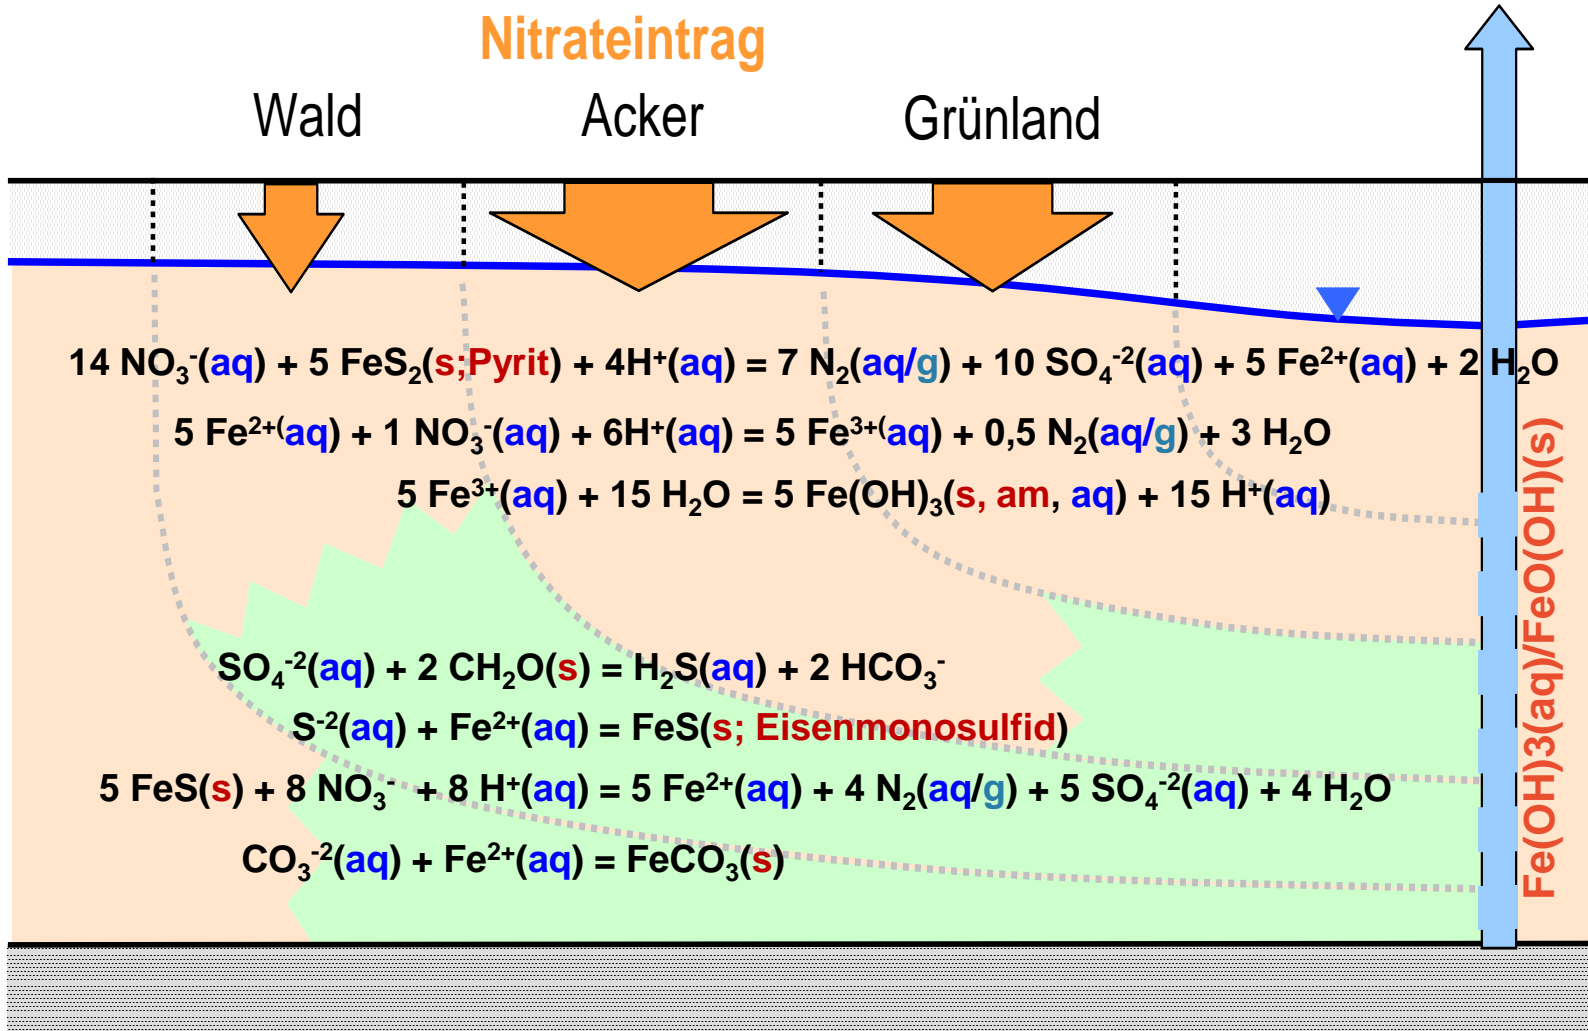 Nitrateintrag
Wald Acker Grünland
14 NO₃⁻(aq) + 5 FeS₂(s;Pyrit) + 4H⁺(aq) = 7 N₂(aq/g) + 10 SO₄⁻²(aq) + 5 Fe²⁺(aq) + 2 H₂O
5 Fe²⁺⁽aq) + 1 NO₃⁻(aq) + 6H⁺(aq) = 5 Fe³⁺⁽aq) + 0,5 N₂(aq/g) + 3 H₂O
5 Fe³⁺(aq) + 15 H₂O = 5 Fe(OH)₃(s, am, aq) + 15 H⁺(aq)
SO₄⁻²(aq) + 2 CH₂O(s) = H₂S(aq) + 2 HCO₃⁻
S⁻²(aq) + Fe²⁺(aq) = FeS(s; Eisenmonosulfid)
5 FeS(s) + 8 NO₃⁻ + 8 H⁺(aq) = 5 Fe²⁺(aq) + 4 N₂(aq/g) + 5 SO₄⁻²(aq) + 4 H₂O
CO₃⁻²(aq) + Fe²⁺(aq) = FeCO₃(s)
Fe(OH)3(aq)/FeO(OH)(s)